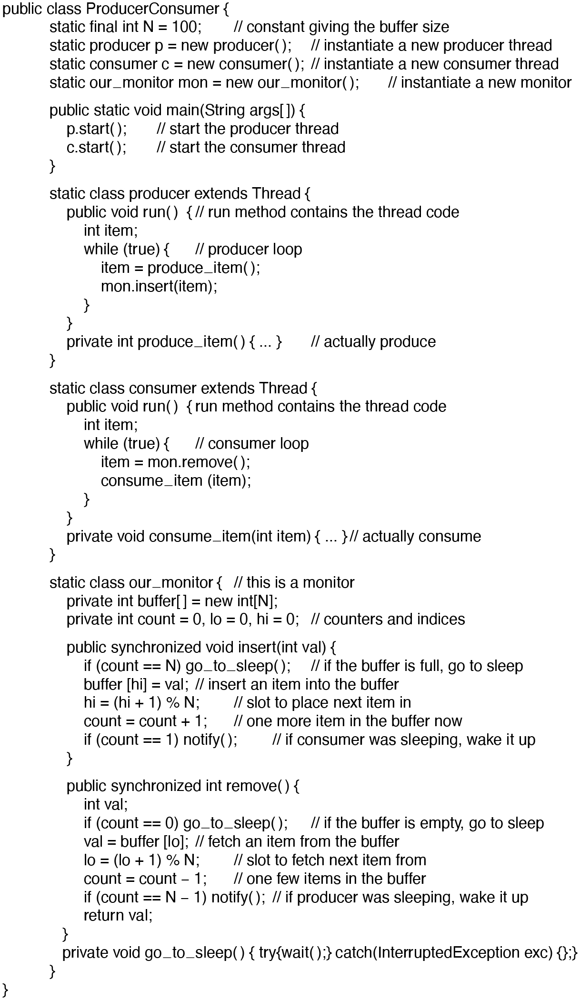 public class ProducerConsumer {
static final int N = 100; // constant giving the buffer size
static producer p = new producer( ); // instantiate a new producer thread
static consumer c = new consumer( ); // instantiate a new consumer thread
static our_monitor mon = new our_monitor( ); // instantiate a new monitor
public static void main(String args[ ]) {
p.start( ); // start the producer thread
c.start( ); // start the consumer thread
}
static class producer extends Thread {
public void run( ) { // run method contains the thread code
int item;
while (true) { // producer loop
item = produce_item( );
mon.insert(item);
}
}
private int produce_item( ) { ... } // actually produce
}
static class consumer extends Thread {
public void run( ) { run method contains the thread code
int item;
while (true) { // consumer loop
item = mon.remove( );
consume_item (item);
}
}
private void consume_item(int item) { ... } // actually consume
}
static class our_monitor { // this is a monitor
private int buffer[ ] = new int[N];
private int count = 0, lo = 0, hi = 0; // counters and indices
public synchronized void insert(int val) {
if (count == N) go_to_sleep( ); // if the buffer is full, go to sleep
buffer [hi] = val; // insert an item into the buffer
hi = (hi + 1) % N; // slot to place next item in
count = count + 1; // one more item in the buffer now
if (count == 1) notify( ); // if consumer was sleeping, wake it up
}
public synchronized int remove( ) {
int val;
if (count == 0) go_to_sleep( ); // if the buffer is empty, go to sleep
val = buffer [lo]; // fetch an item from the buffer
lo = (lo + 1) % N; // slot to fetch next item from
count = count – 1; // one few items in the buffer
if (count == N – 1) notify( ); // if producer was sleeping, wake it up
return val;
}
private void go_to_sleep( ) { try{wait( );} catch(InterruptedException exc) {};}
}
}